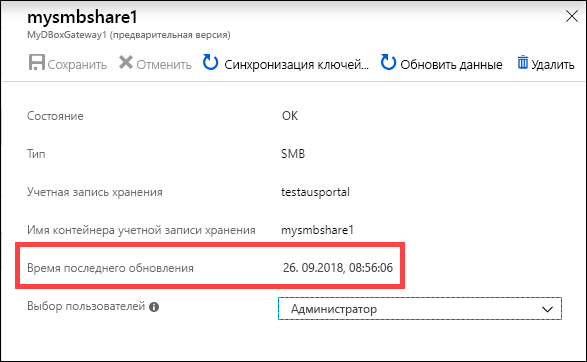 mysmbshare1
MyDBoxGateway1 (предварительная версия)
Сохранить Отменить Синхронизация ключей... Обновить данные Удалить
Состояние OK
Тип SMB
Учетная запись хранения testausportal
Имя контейнера учетной записи хранения mysmbshare1
Время последнего обновления 26. 09.2018, 08:56:06
Выбор пользователей Администратор